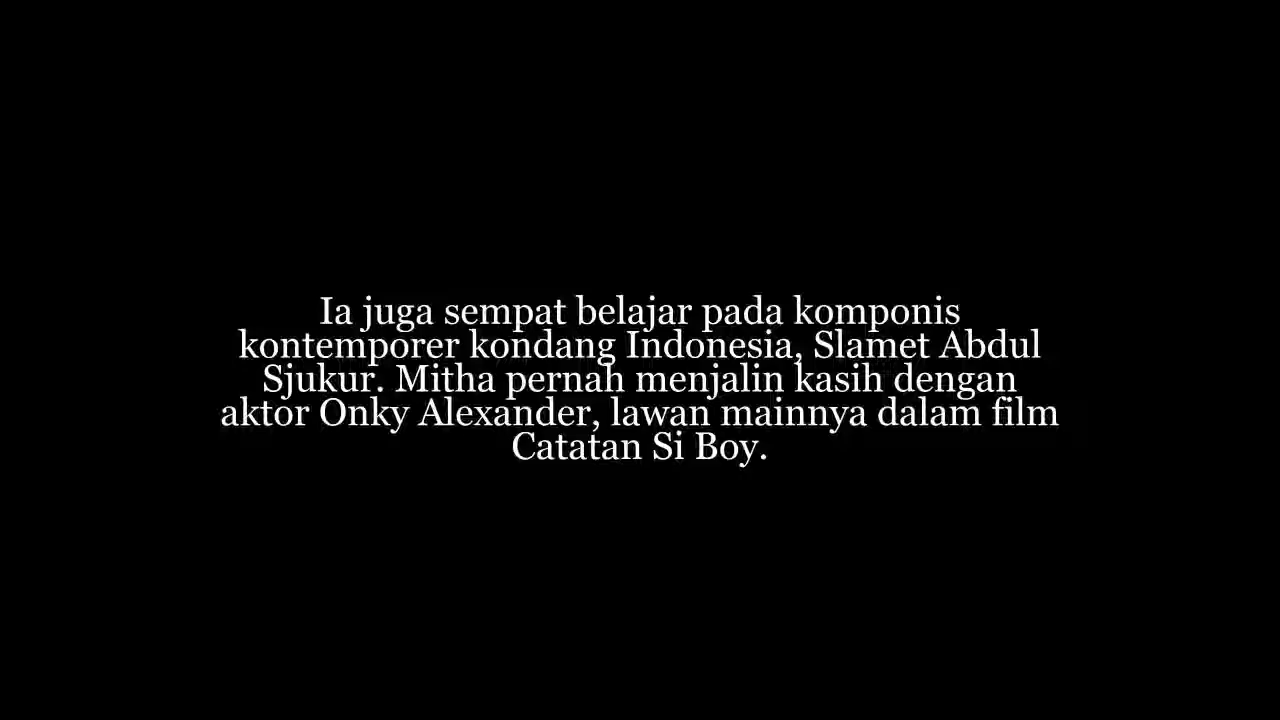 Ia juga sempat belajar pada komponis
kontemporer kondang Indonesia, Slamet Abdul
Sjukur. Mitha pernah menjalin kasih dengan
aktor Onky Alexander, lawan mainnya dalam film
Catatan Si Boy.